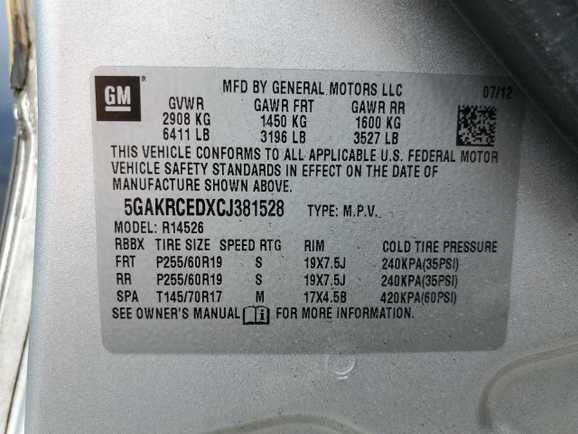 GM
MFD BY GENERAL MOTORS LLC 07/12
GVWR GAWR FRT GAWR RR
2908 KG 1450 KG 1600 KG
6411 LB 3196 LB 3527 LB
THIS VEHICLE CONFORMS TO ALL APPLICABLE U.S. FEDERAL MOTOR
VEHICLE SAFETY STANDARDS IN EFFECT ON THE DATE OF
MANUFACTURE SHOWN ABOVE.
5GAKRCEDXCJ381528 TYPE: M.P.V.
MODEL: R14526
RBBX TIRE SIZE SPEED RTG RIM COLD TIRE PRESSURE
FRT P255/60R19 S 19X7.5J 240KPA(35PSI)
RR P255/60R19 S 19X7.5J 240KPA(35PSI)
SPA T145/70R17 M 17X4.5B 420KPA(60PSI)
SEE OWNER'S MANUAL FOR MORE INFORMATION.